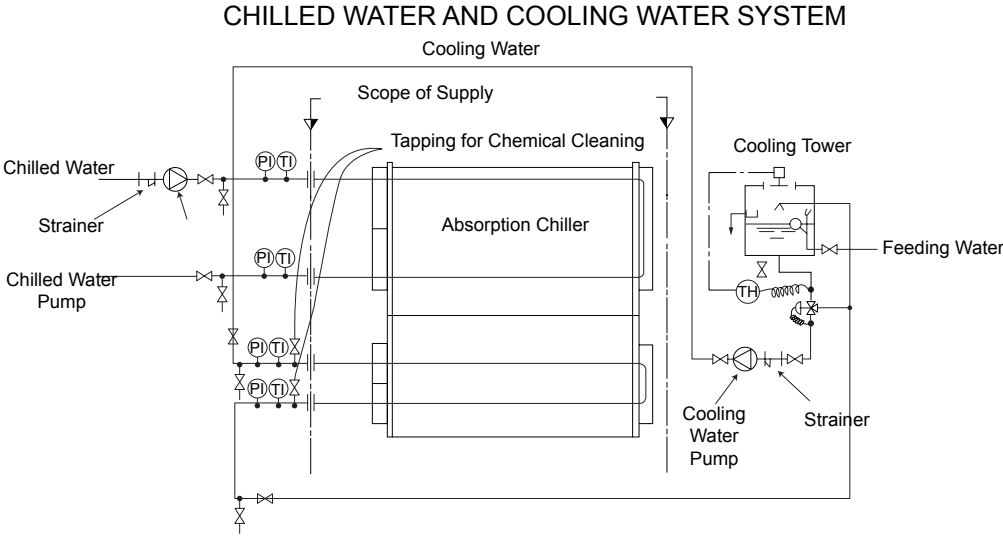 CHILLED WATER AND COOLING WATER SYSTEM
Cooling Water
Scope of Supply
Tapping for Chemical Cleaning
Cooling Tower
Chilled Water
PI TI
Strainer
Absorption Chiller
Feeding Water
Chilled Water
Pump
PI TI
TH
PI TI
PI TI
Cooling
Water
Pump
Strainer